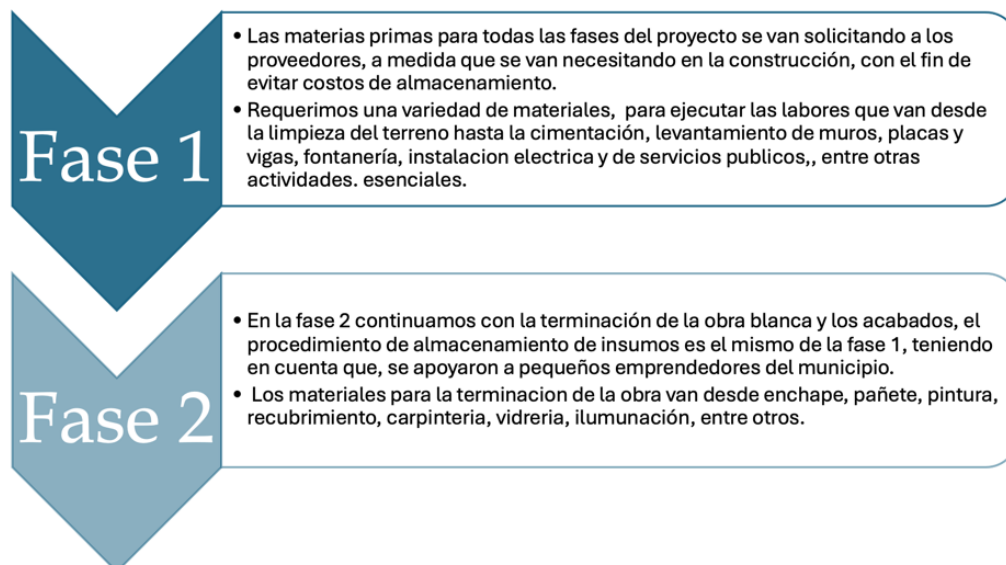 Fase 1
• Las materias primas para todas las fases del proyecto se van solicitando a los
proveedores, a medida que se van necesitando en la construcción, con el fin de
evitar costos de almacenamiento.
• Requerimos una variedad de materiales,  para ejecutar las labores que van desde
la limpieza del terreno hasta la cimentación, levantamiento de muros, placas y
vigas, fontanería, instalacion electrica y de servicios publicos,, entre otras
actividades. esenciales.
Fase 2
• En la fase 2 continuamos con la terminación de la obra blanca y los acabados, el
procedimiento de almacenamiento de insumos es el mismo de la fase 1, teniendo
en cuenta que, se apoyaron a pequeños emprendedores del municipio.
•  Los materiales para la terminacion de la obra van desde enchape, pañete, pintura,
recubrimiento, carpinteria, vidreria, ilumunación, entre otros.